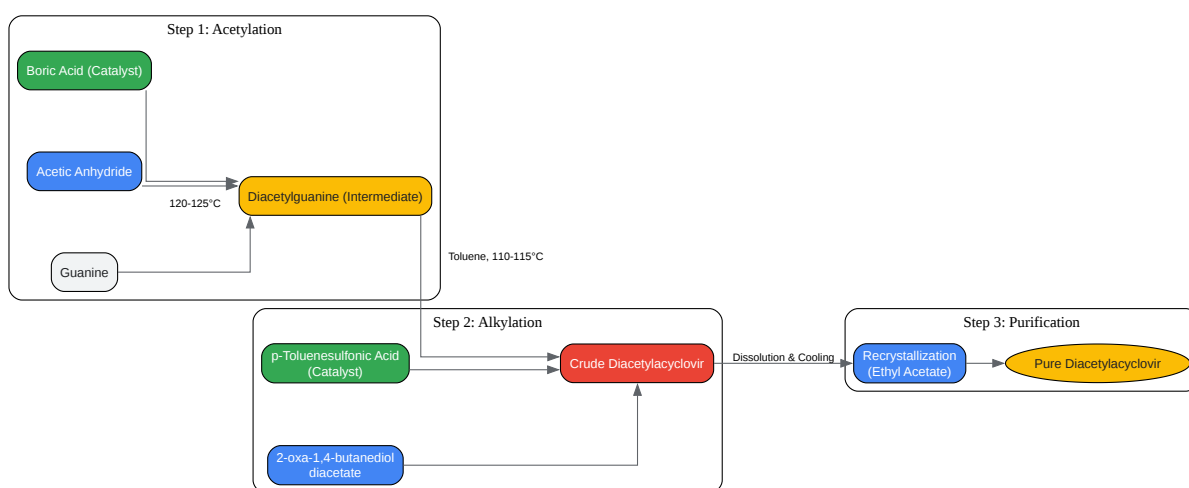 Step 1: Acetylation
Boric Acid (Catalyst)
Acetic Anhydride
120-125°C
Diacetylguanine (Intermediate)
Guanine
Toluene, 110-115°C
Step 2: Alkylation
p-Toluenesulfonic Acid
(Catalyst)
Crude Diacetylacyclovir
2-oxa-1,4-butanediol
diacetate
Dissolution & Cooling
Step 3: Purification
Recrystallization
(Ethyl Acetate)
Pure Diacetylacyclovir